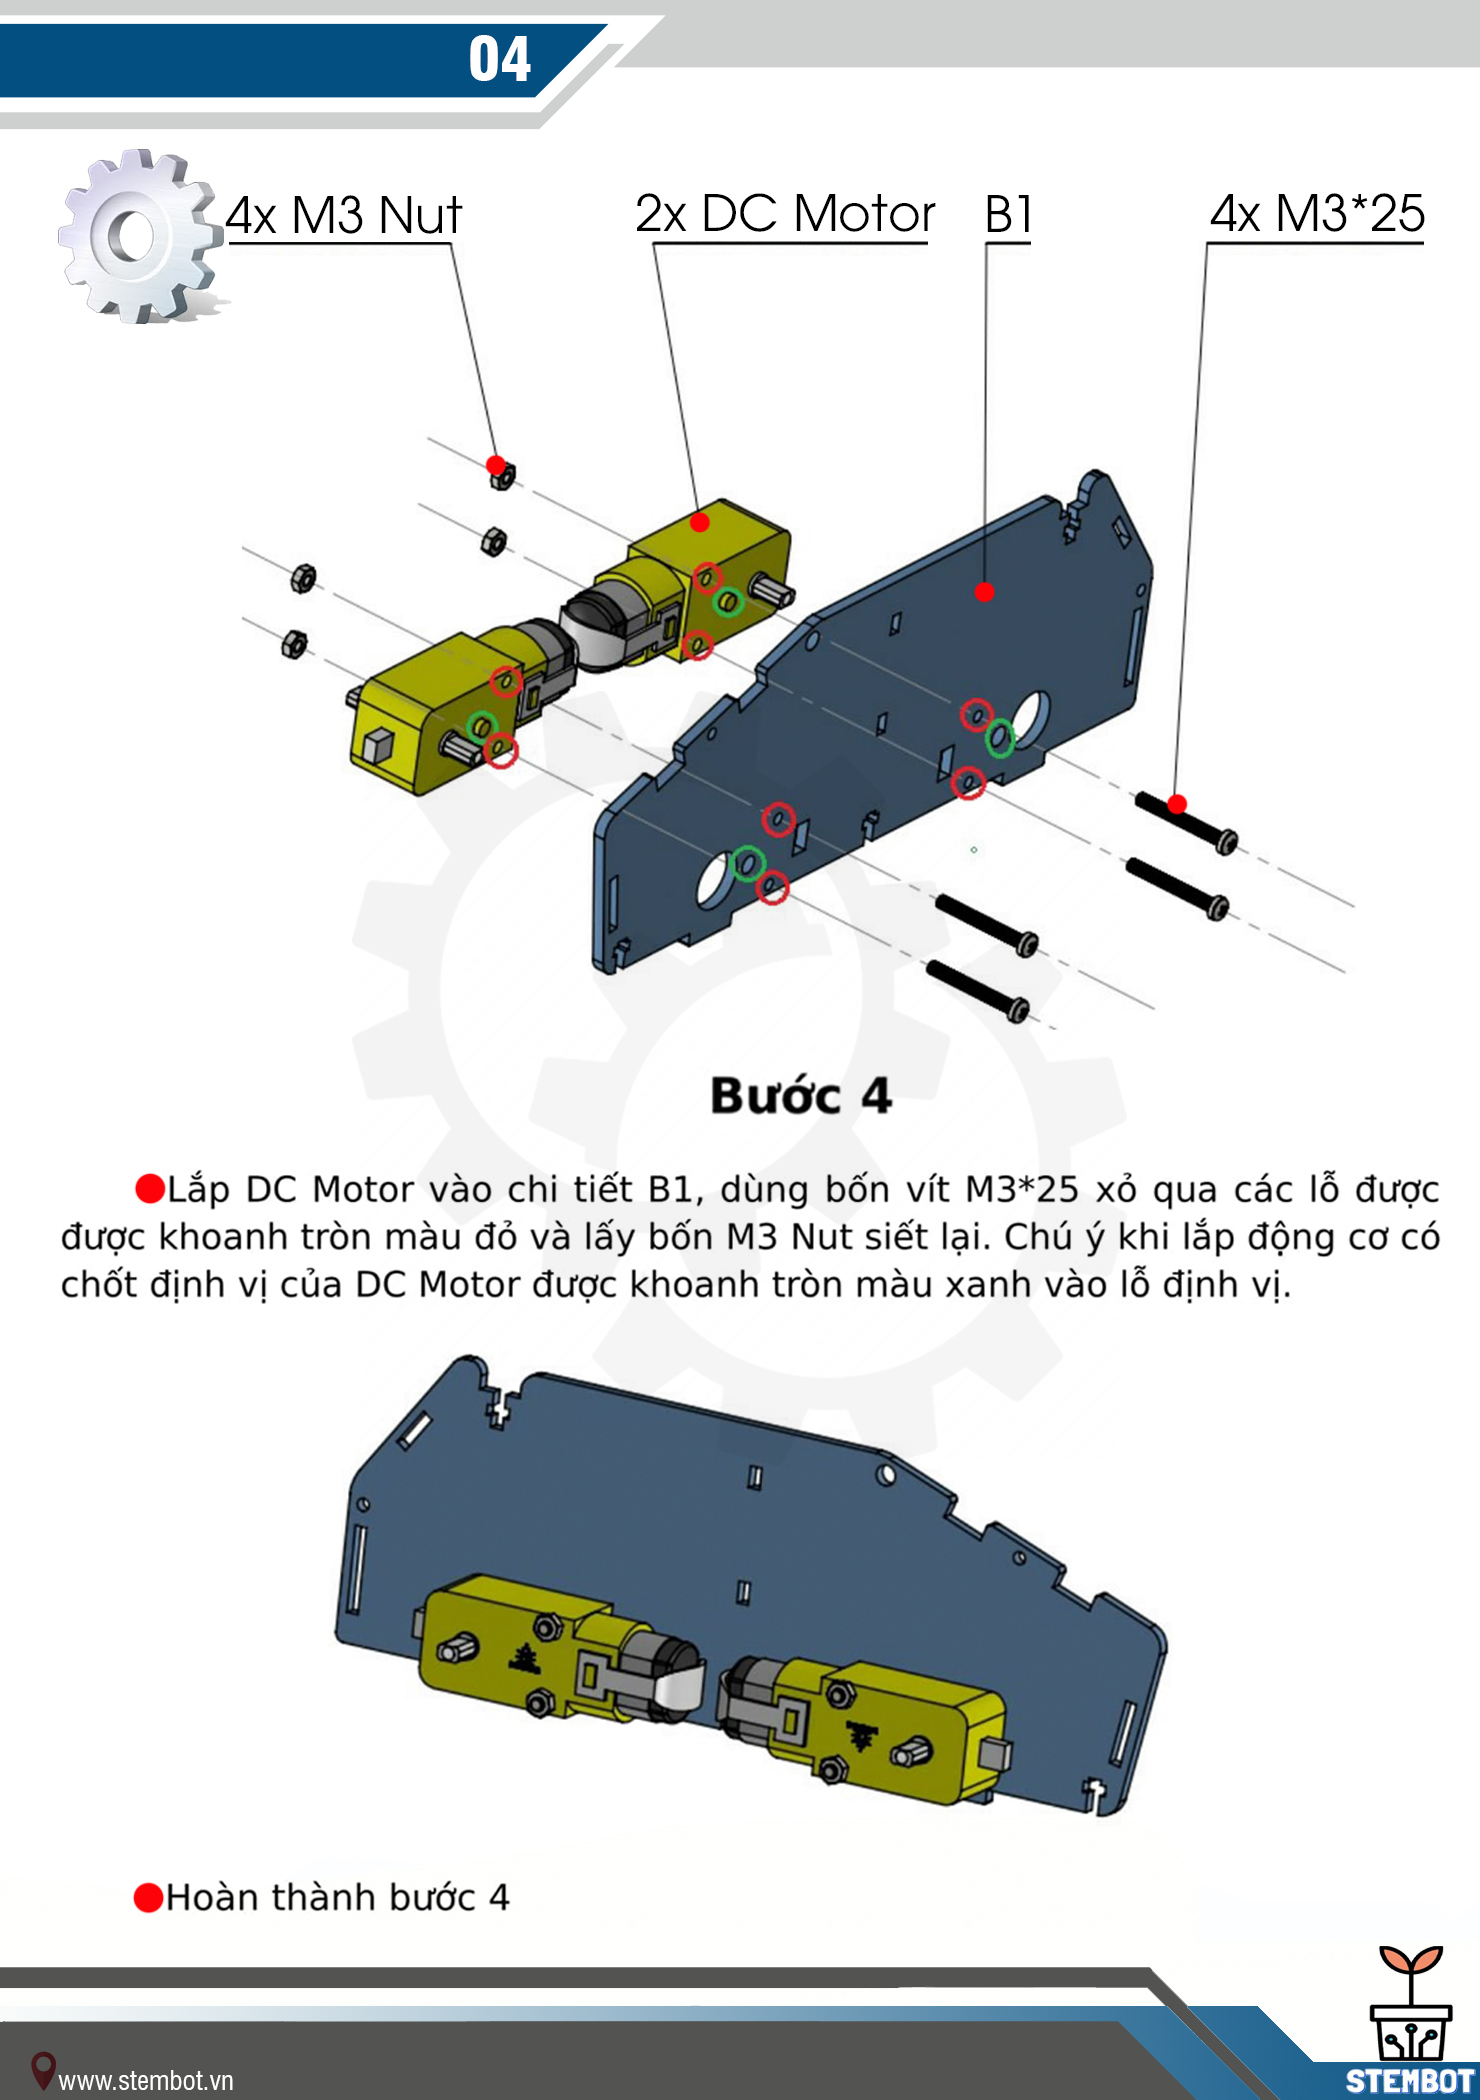 04
4x M3 Nut
2x DC Motor
B1
4x M3*25
Bước 4
Lắp DC Motor vào chi tiết B1, dùng bốn vít M3*25 xỏ qua các lỗ được
được khoanh tròn màu đỏ và lấy bốn M3 Nut siết lại. Chú ý khi lắp động cơ có
chốt định vị của DC Motor được khoanh tròn màu xanh vào lỗ định vị.
Hoàn thành bước 4
www.stembot.vn
STEMBOT